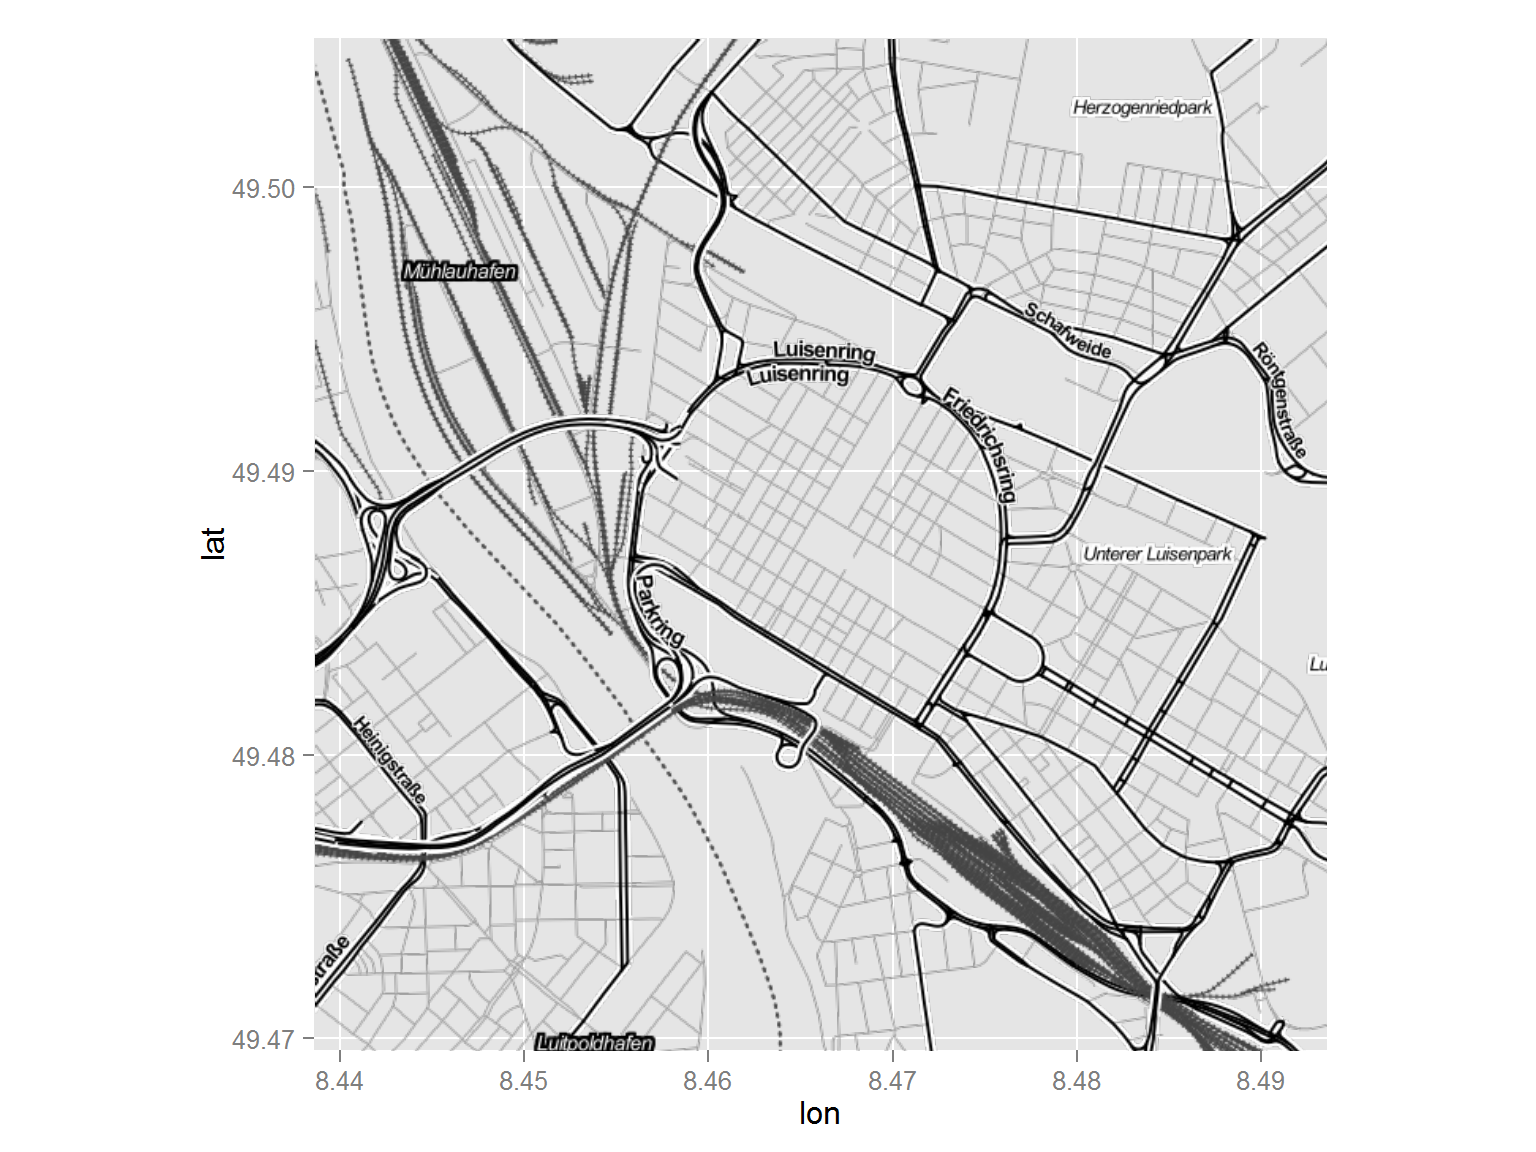 Herzogenriedpark
49.50
Mühlauhafen
Schafweide
Luisenring
Luisenring
Röntgenstraße
Friedrichsring
49.49
lat
Unterer Luisenpark
Parkring
Lu
Heinigstraße
49.48
straße
49.47
Luitpoldhafen
8.44 8.45 8.46 8.47 8.48 8.49
lon